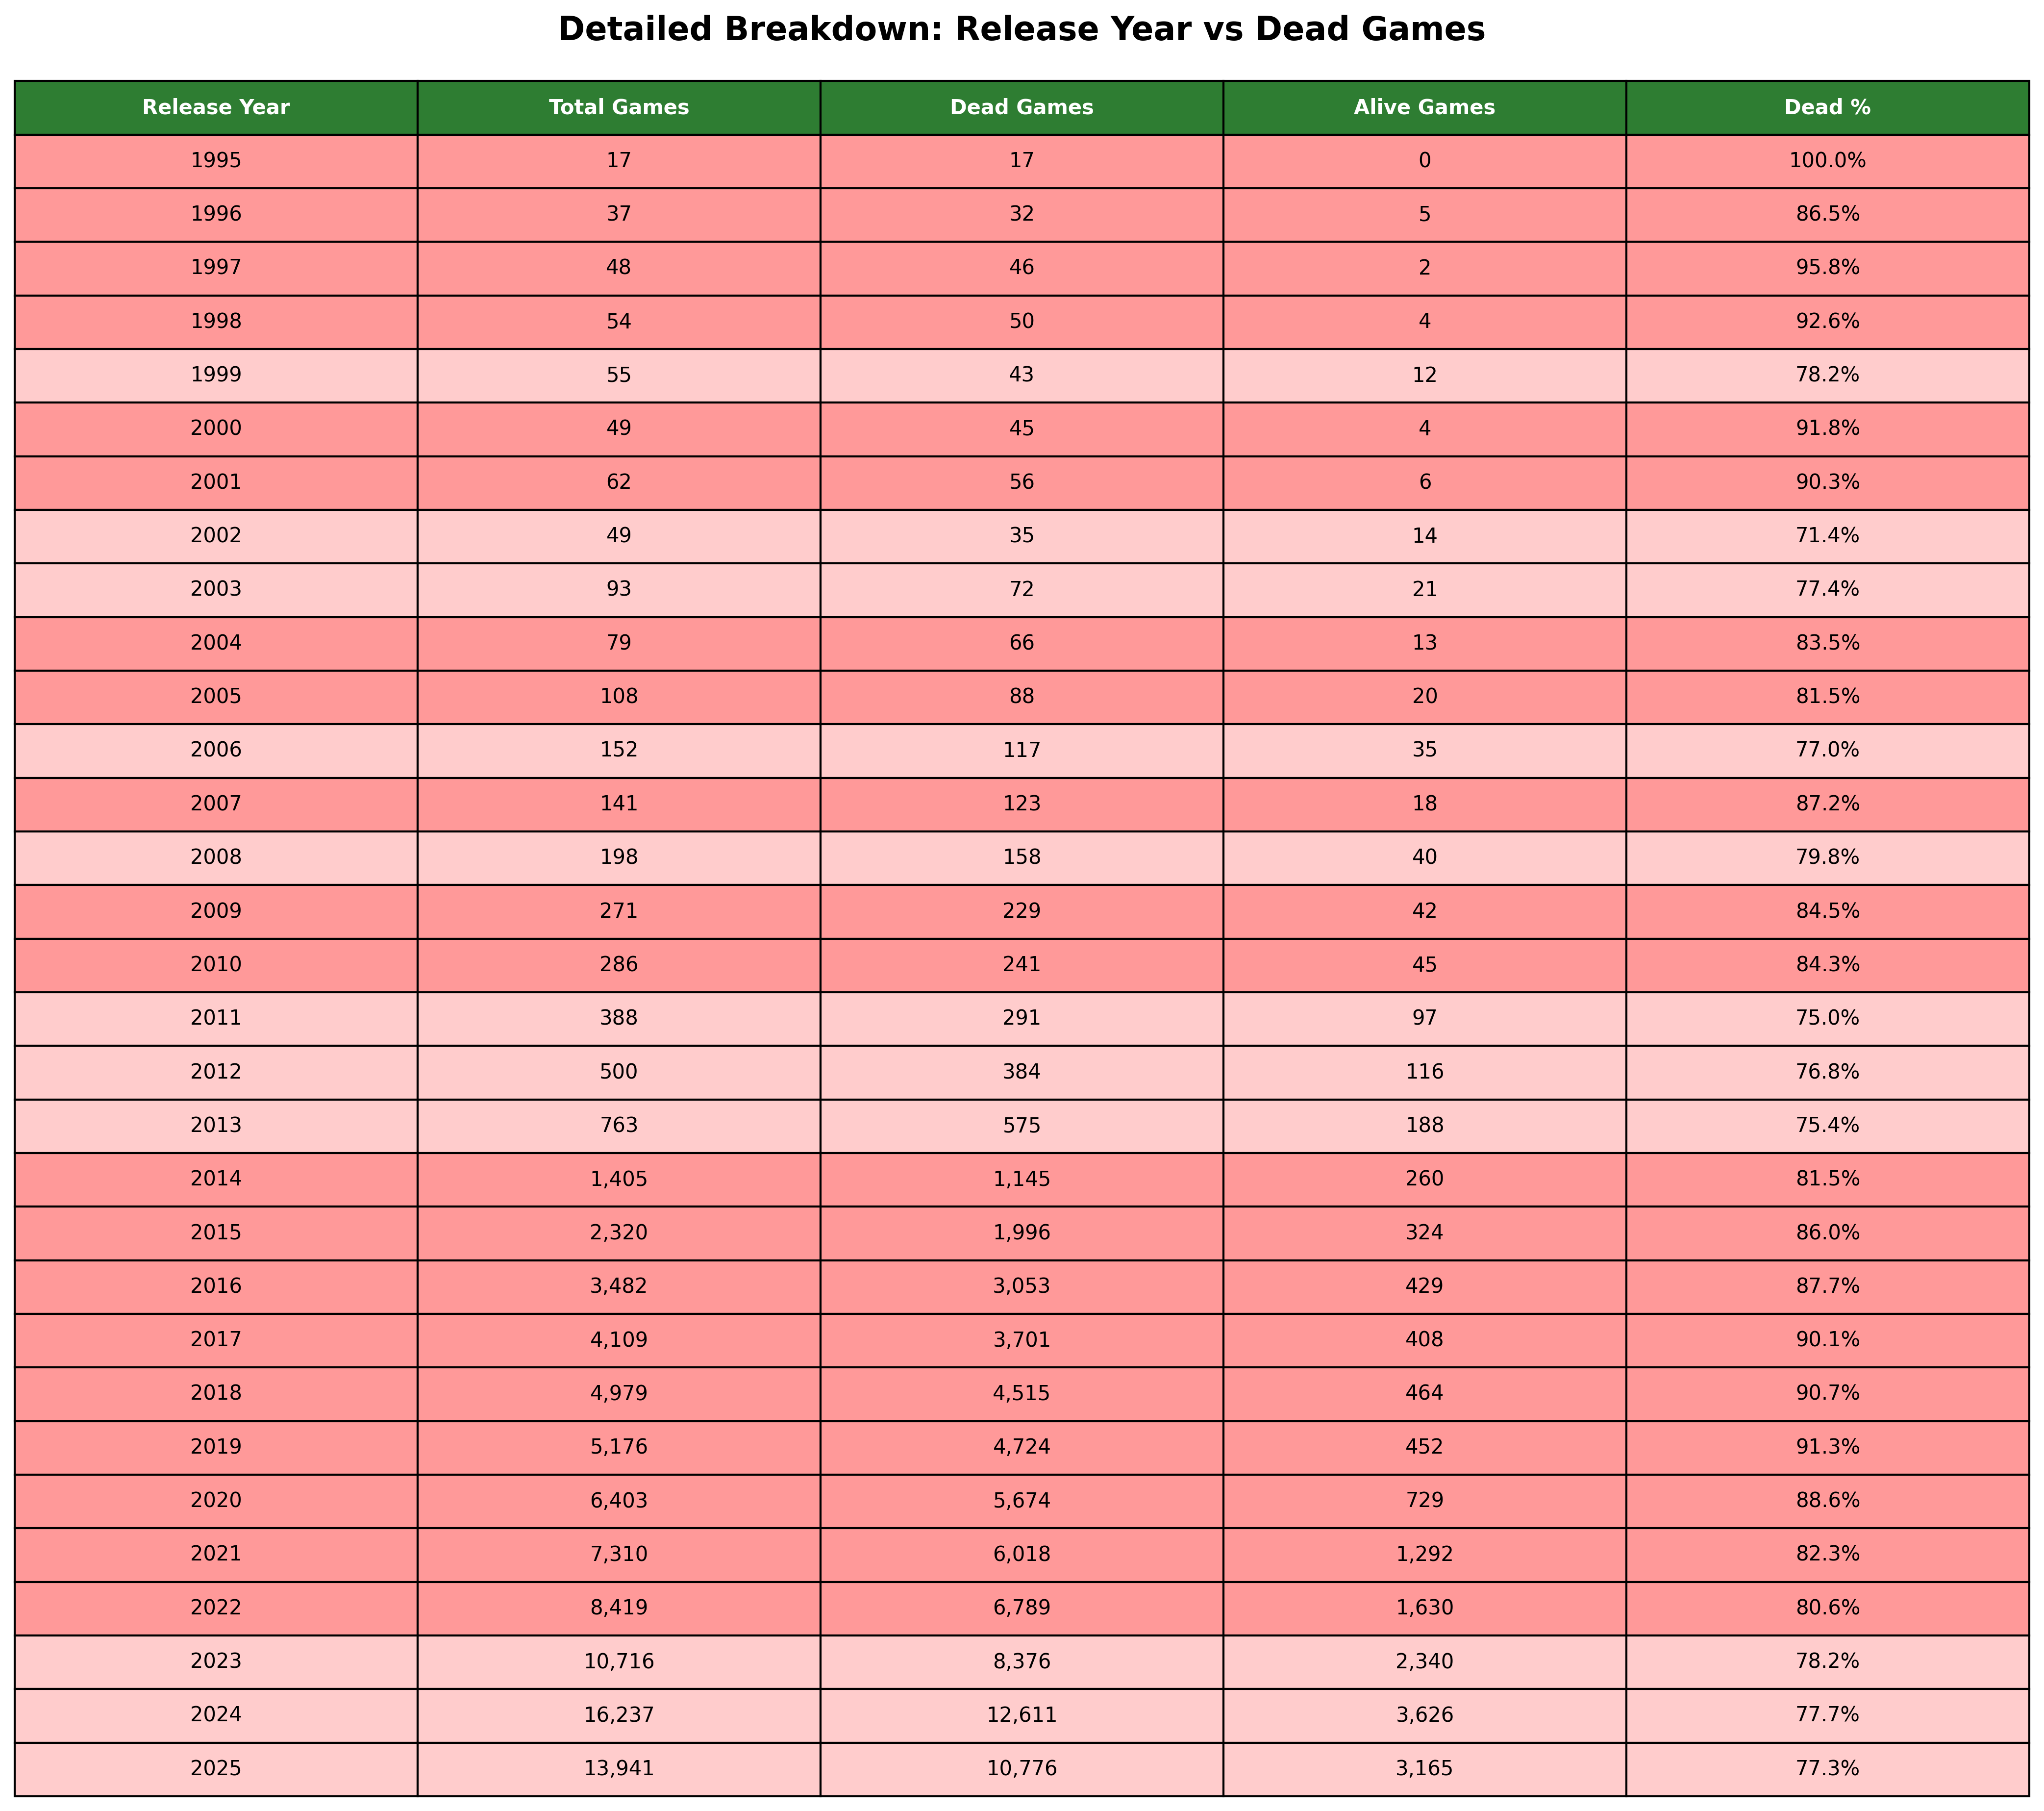 Detailed Breakdown: Release Year vs Dead Games
Release Year Total Games Dead Games Alive Games Dead %
1995 17 17 0 100.0%
1996 37 32 5 86.5%
1997 48 46 2 95.8%
1998 54 50 4 92.6%
1999 55 43 12 78.2%
2000 49 45 4 91.8%
2001 62 56 6 90.3%
2002 49 35 14 71.4%
2003 93 72 21 77.4%
2004 79 66 13 83.5%
2005 108 88 20 81.5%
2006 152 117 35 77.0%
2007 141 123 18 87.2%
2008 198 158 40 79.8%
2009 271 229 42 84.5%
2010 286 241 45 84.3%
2011 388 291 97 75.0%
2012 500 384 116 76.8%
2013 763 575 188 75.4%
2014 1,405 1,145 260 81.5%
2015 2,320 1,996 324 86.0%
2016 3,482 3,053 429 87.7%
2017 4,109 3,701 408 90.1%
2018 4,979 4,515 464 90.7%
2019 5,176 4,724 452 91.3%
2020 6,403 5,674 729 88.6%
2021 7,310 6,018 1,292 82.3%
2022 8,419 6,789 1,630 80.6%
2023 10,716 8,376 2,340 78.2%
2024 16,237 12,611 3,626 77.7%
2025 13,941 10,776 3,165 77.3%